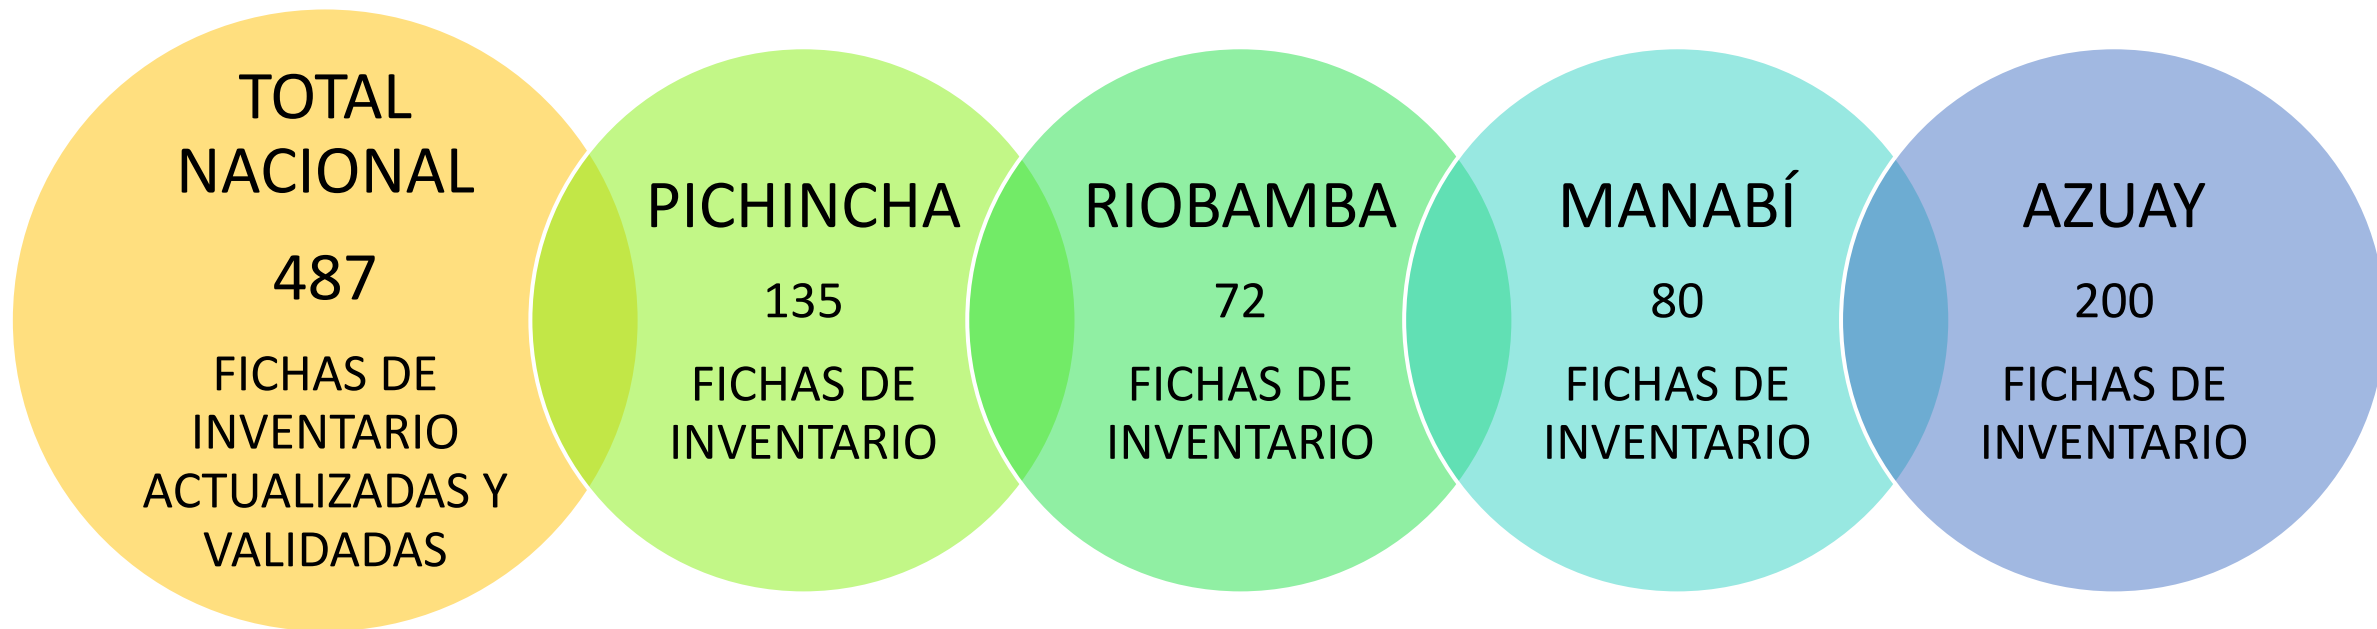 TOTAL
NACIONAL
487
FICHAS DE
INVENTARIO
ACTUALIZADAS Y
VALIDADAS
PICHINCHA
135
FICHAS DE
INVENTARIO
RIOBAMBA
72
FICHAS DE
INVENTARIO
MANABÍ
80
FICHAS DE
INVENTARIO
AZUAY
200
FICHAS DE
INVENTARIO